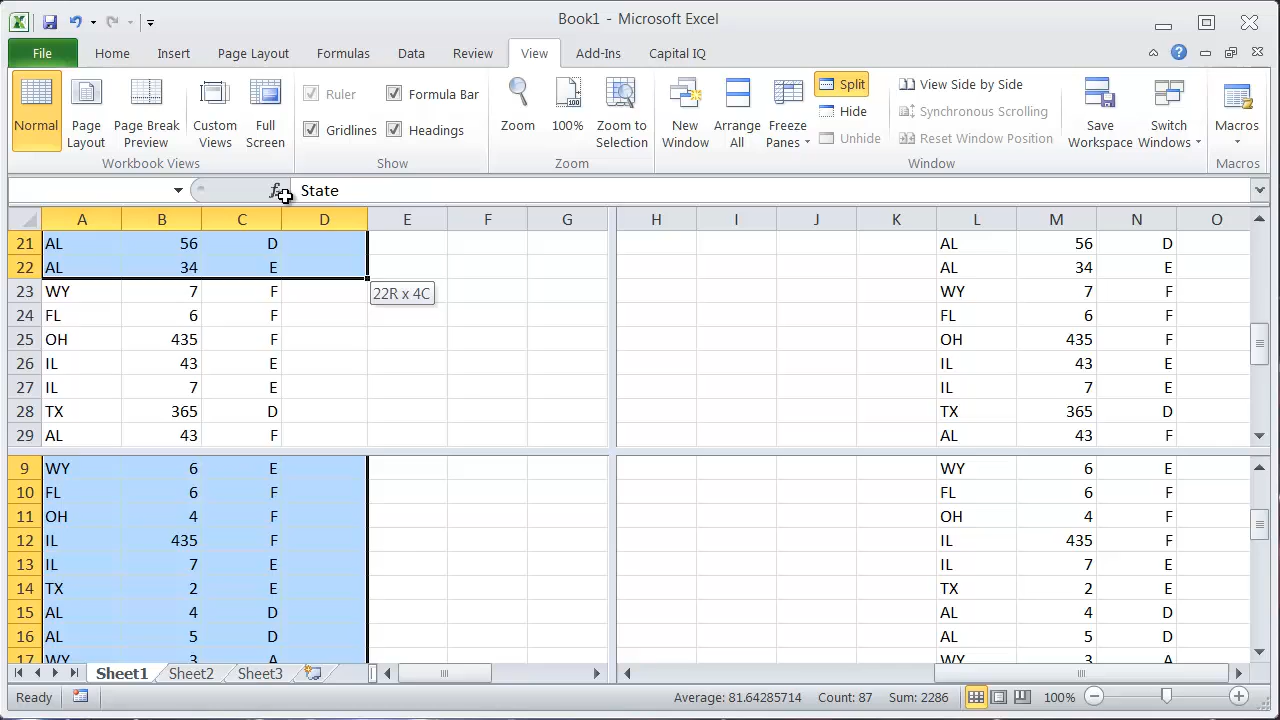 Book1 - Microsoft Excel
File Home Insert Page Layout Formulas Data Review View Add-Ins Capital IQ
Normal
Page Layout
Page Break Preview
Custom Views
Full Screen
Workbook Views
Ruler
Formula Bar
Gridlines
Headings
Show
Zoom
100%
Zoom to Selection
Zoom
New Window
Arrange All
Freeze Panes
Split
Hide
Unhide
View Side by Side
Synchronous Scrolling
Reset Window Position
Window
Save Workspace
Switch Windows
Macros
Macros
State
A B C D E F G H I J K L M N O
21 AL 56 D AL 56 D
22 AL 34 E AL 34 E
23 WY 7 F WY 7 F
22R x 4C
24 FL 6 F FL 6 F
25 OH 435 F OH 435 F
26 IL 43 E IL 43 E
27 IL 7 E IL 7 E
28 TX 365 D TX 365 D
29 AL 43 F AL 43 F
9 WY 6 E WY 6 E
10 FL 6 F FL 6 F
11 OH 4 F OH 4 F
12 IL 435 F IL 435 F
13 IL 7 E IL 7 E
14 TX 2 E TX 2 E
15 AL 4 D AL 4 D
16 AL 5 D AL 5 D
17 WY 3 A WY 3 A
Sheet1 Sheet2 Sheet3
Ready Average: 81.64285714 Count: 87 Sum: 2286 100%